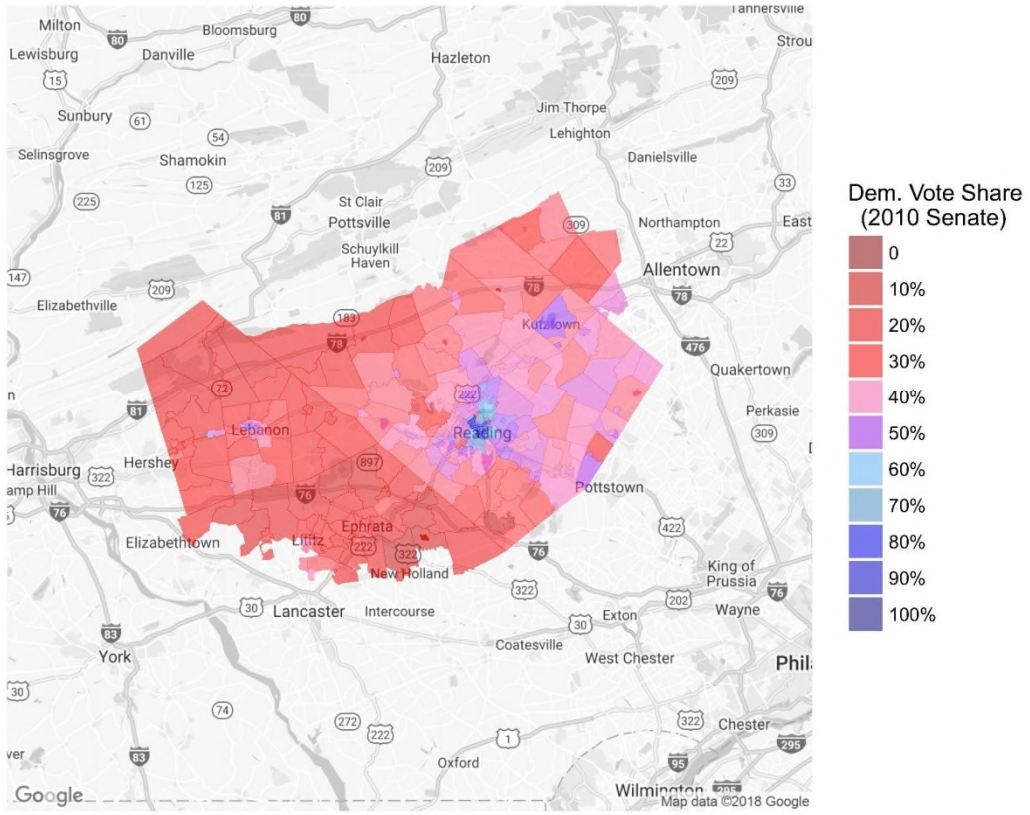 Milton
80
80
Bloomsburg
Tannersville
Lewisburg
Danville
Hazleton
Strou
15
209
Sunbury
61
Jim Thorpe
54
Lehighton
Selinsgrove
Shamokin
209
Danielsville
125
33
225
81
St Clair
Pottsville
309
Northampton
East
Schuylkill
Haven
22
147
Allentown
209
78
78
Elizabethville
183
Kutztown
78
476
Quakertown
72
222
81
Perkasie
Lebanon
Reading
309
Harrisburg
322
Hershey
897
amp Hill
76
76
Pottstown
Elizabethtown
Ephrata
422
Lititz
222
322
76
New Holland
King of
Prussia
322
76
30
Lancaster
Intercourse
202
Wayne
30
Exton
83
York
Coatesville
West Chester
Phil
30
74
272
222
322
Chester
1
295
ver
83
Oxford
95
Wilmington
295
Google
Map data ©2018 Google
Dem. Vote Share
(2010 Senate)
0
10%
20%
30%
40%
50%
60%
70%
80%
90%
100%